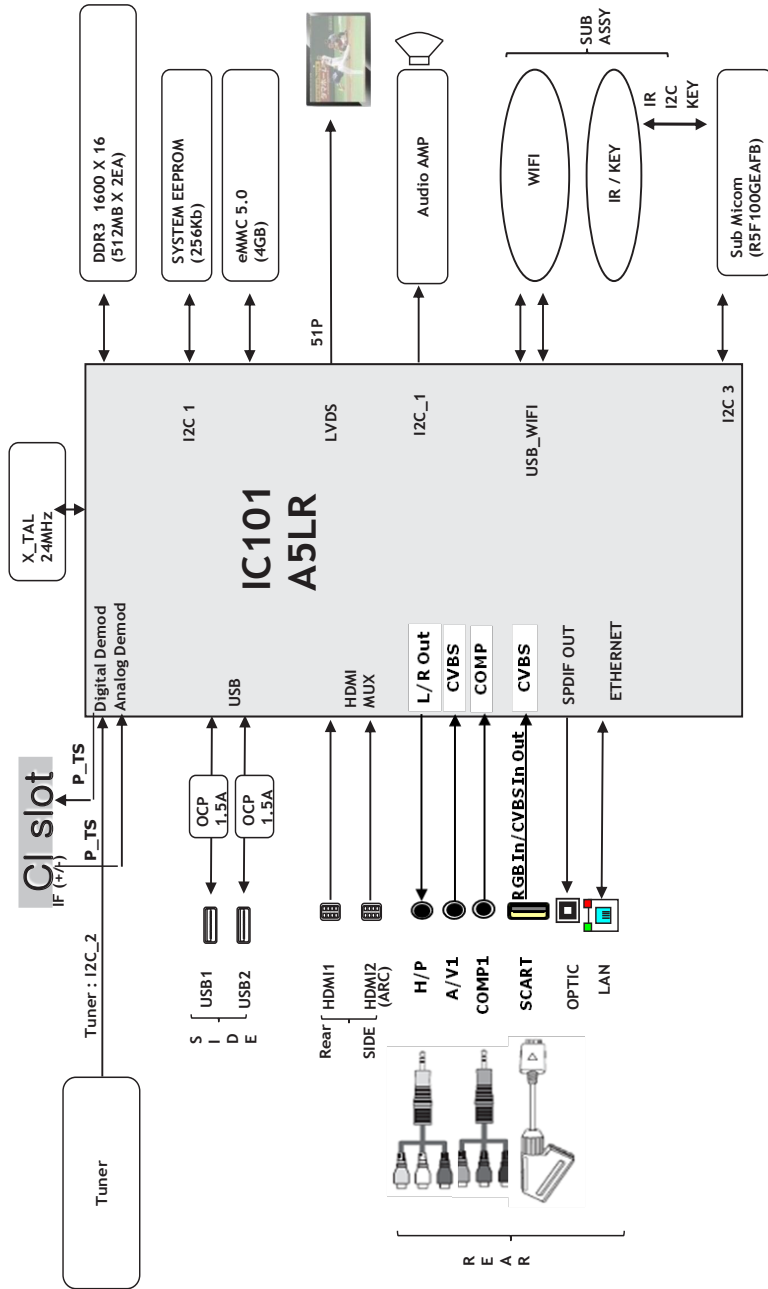 X_TAL
24MHz
DDR3 1600 X 16
(512MB X 2EA)
SYSTEM EEPROM
(256Kb)
eMMC 5.0
(4GB)
51P
Audio AMP
WIFI
IR / KEY
SUB
ASSY
IR
I2C
KEY
Sub Micom
(R5F100GEAFB)
IC101
A5LR
Digital Demod
Analog Demod
I2C 1
LVDS
I2C_1
USB_WIFI
I2C 3
USB
HDMI
MUX
L/R Out
CVBS
COMP
CVBS
SPDIF OUT
ETHERNET
CI slot
P_TS
P_TS
IF (+/-)
Tuner : I2C_2
Tuner
OCP
1.5A
OCP
1.5A
USB1
USB2
SIDE
Rear
HDMI1
SIDE
HDMI2
(ARC)
H/P
A/V1
COMP1
RGB In/CVBS In Out
SCART
OPTIC
LAN
REAR